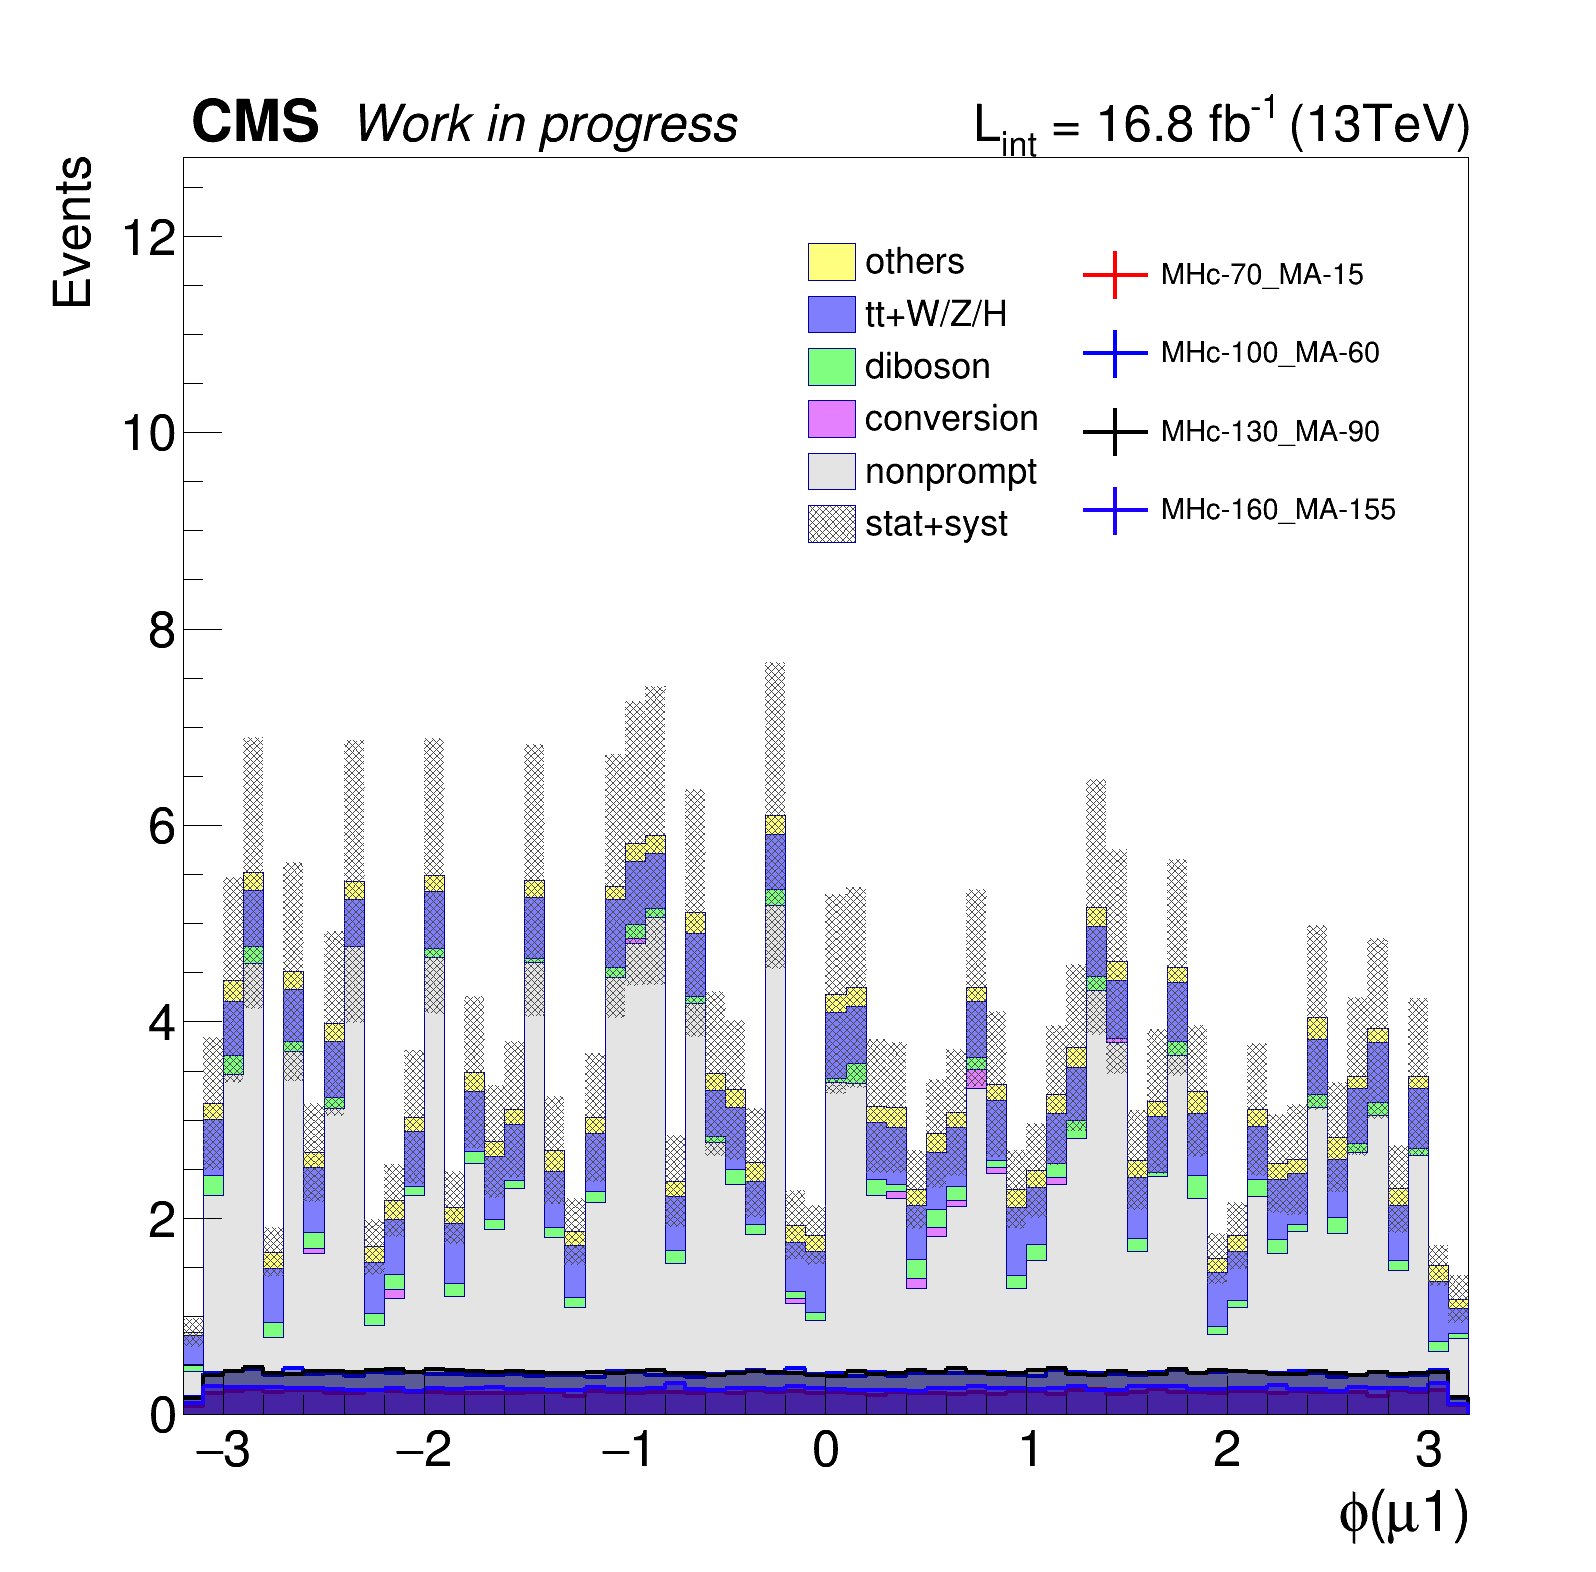 CMS Work in progress
L_int = 16.8 fb^-1 (13TeV)
Events
12
10
8
6
4
2
0
others
tt+W/Z/H
diboson
conversion
nonprompt
stat+syst
MHc-70_MA-15
MHc-100_MA-60
MHc-130_MA-90
MHc-160_MA-155
−3 −2 −1 0 1 2 3
ϕ(μ1)